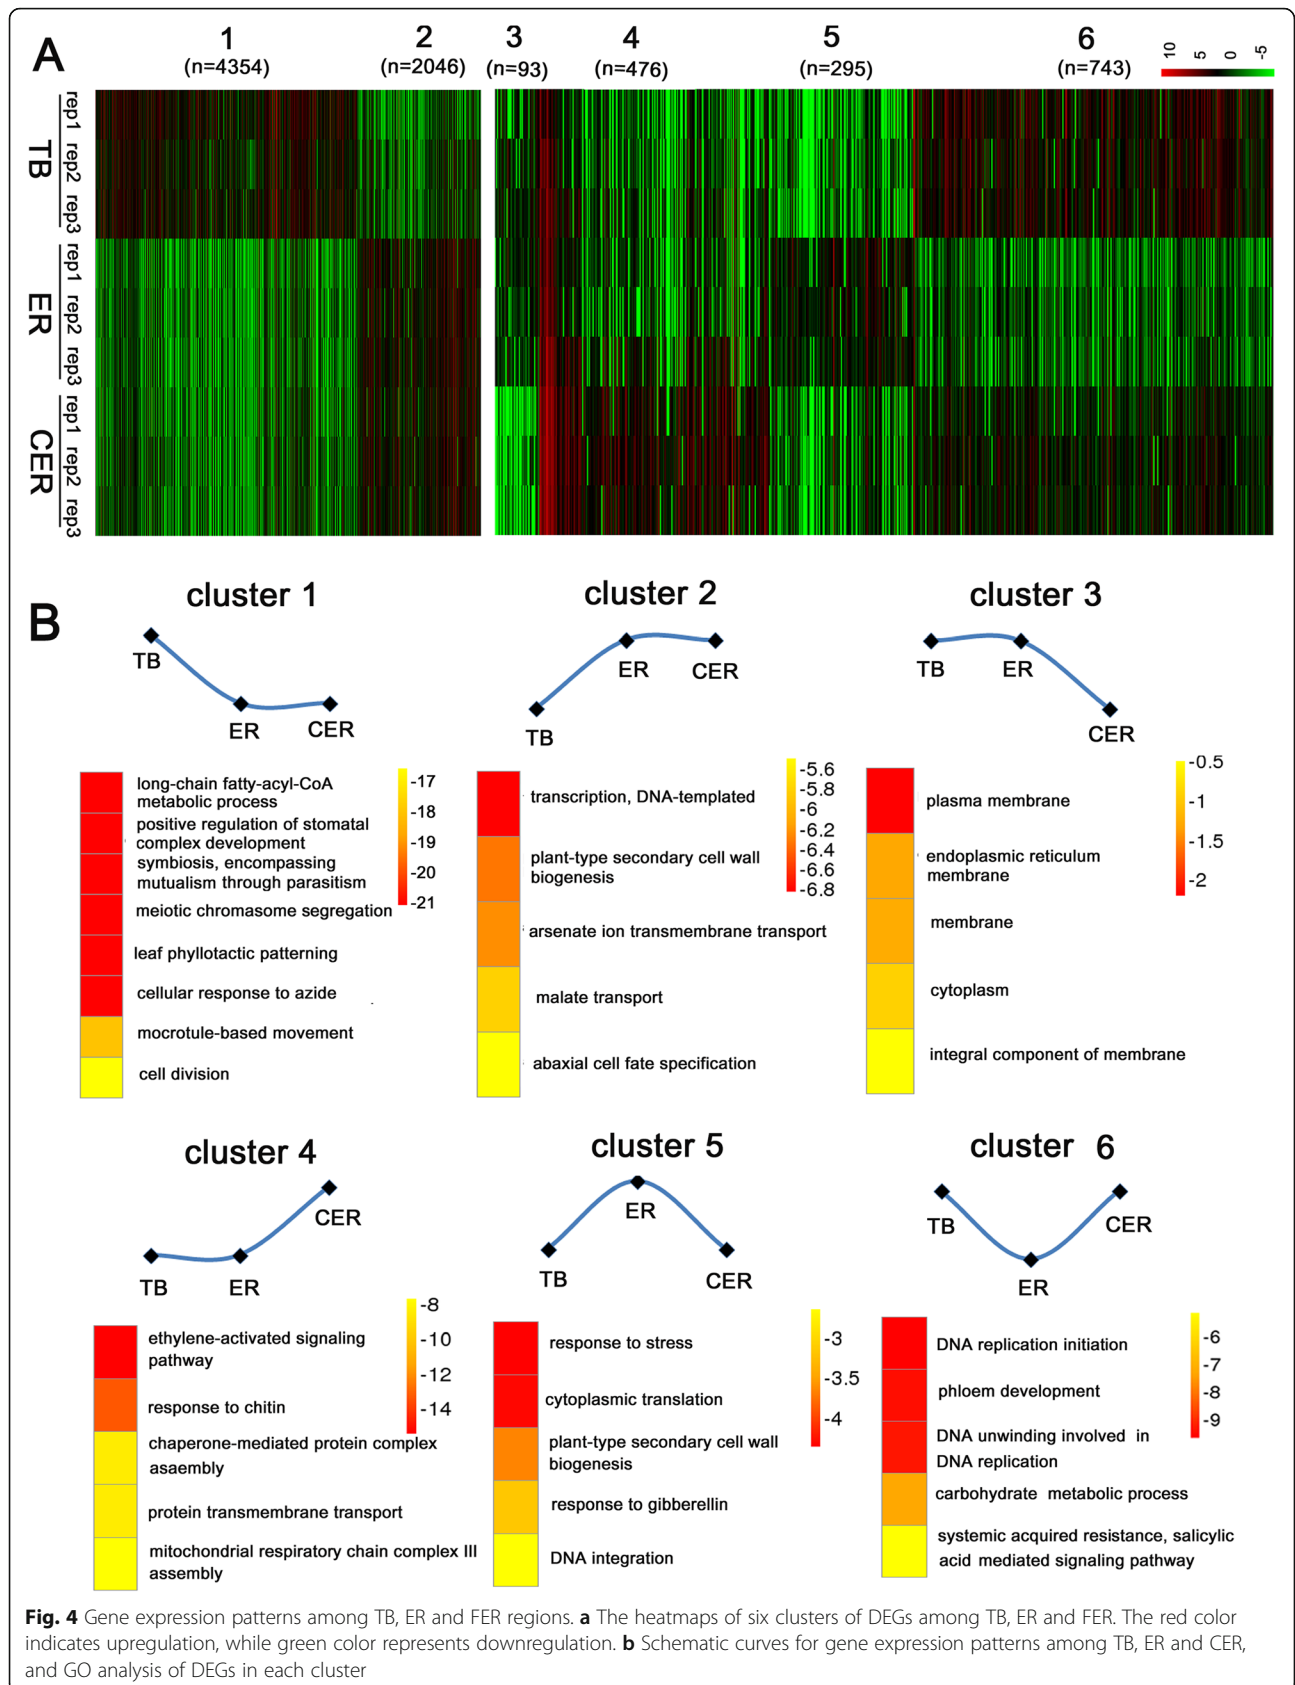 A
1
(n=4354)
2
(n=2046)
3
(n=93)
4
(n=476)
5
(n=295)
6
(n=743)
10
5
0
-5
TB
rep1
rep2
rep3
ER
rep1
rep2
rep3
CER
rep1
rep2
rep3
B
cluster 1
TB
ER
CER
long-chain fatty-acyl-CoA
metabolic process
positive regulation of stomatal
complex development
symbiosis, encompassing
mutualism through parasitism
meiotic chromasome segregation
leaf phyllotactic patterning
cellular response to azide
mocrotule-based movement
cell division
-17
-18
-19
-20
-21
cluster 2
TB
ER
CER
transcription, DNA-templated
plant-type secondary cell wall
biogenesis
arsenate ion transmembrane transport
malate transport
abaxial cell fate specification
-5.6
-5.8
-6
-6.2
-6.4
-6.6
-6.8
cluster 3
TB
ER
CER
plasma membrane
endoplasmic reticulum
membrane
membrane
cytoplasm
integral component of membrane
-0.5
-1
-1.5
-2
cluster 4
TB
ER
CER
ethylene-activated signaling
pathway
response to chitin
chaperone-mediated protein complex
asaembly
protein transmembrane transport
mitochondrial respiratory chain complex III
assembly
-8
-10
-12
-14
cluster 5
TB
ER
CER
response to stress
cytoplasmic translation
plant-type secondary cell wall
biogenesis
response to gibberellin
DNA integration
-3
-3.5
-4
cluster 6
TB
ER
CER
DNA replication initiation
phloem development
DNA unwinding involved in
DNA replication
carbohydrate metabolic process
systemic acquired resistance, salicylic
acid mediated signaling pathway
-6
-7
-8
-9
Fig. 4 Gene expression patterns among TB, ER and FER regions. a The heatmaps of six clusters of DEGs among TB, ER and FER. The red color
indicates upregulation, while green color represents downregulation. b Schematic curves for gene expression patterns among TB, ER and CER,
and GO analysis of DEGs in each cluster